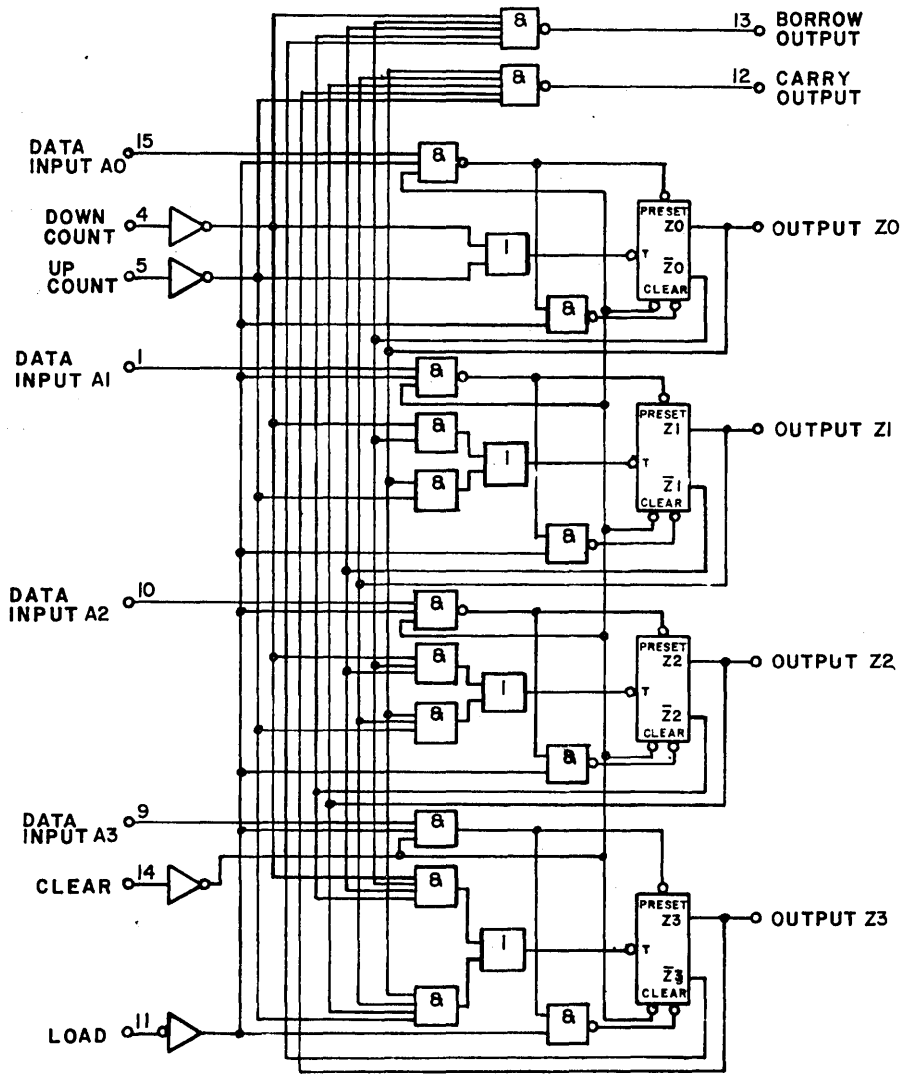 &
13
BORROW
OUTPUT
&
12
CARRY
OUTPUT
DATA
INPUT A0
15
&
DOWN
COUNT
4
PRESET
Z0
OUTPUT Z0
UP
COUNT
5
1
T
Z̅0
CLEAR
&
DATA
INPUT A1
1
&
PRESET
Z1
OUTPUT Z1
&
1
T
&
Z̅1
CLEAR
&
DATA
INPUT A2
10
&
PRESET
Z2
OUTPUT Z2
&
1
T
&
Z̅2
CLEAR
&
DATA
INPUT A3
9
&
CLEAR
14
&
PRESET
Z3
OUTPUT Z3
1
T
Z̅3
CLEAR
&
&
LOAD
11